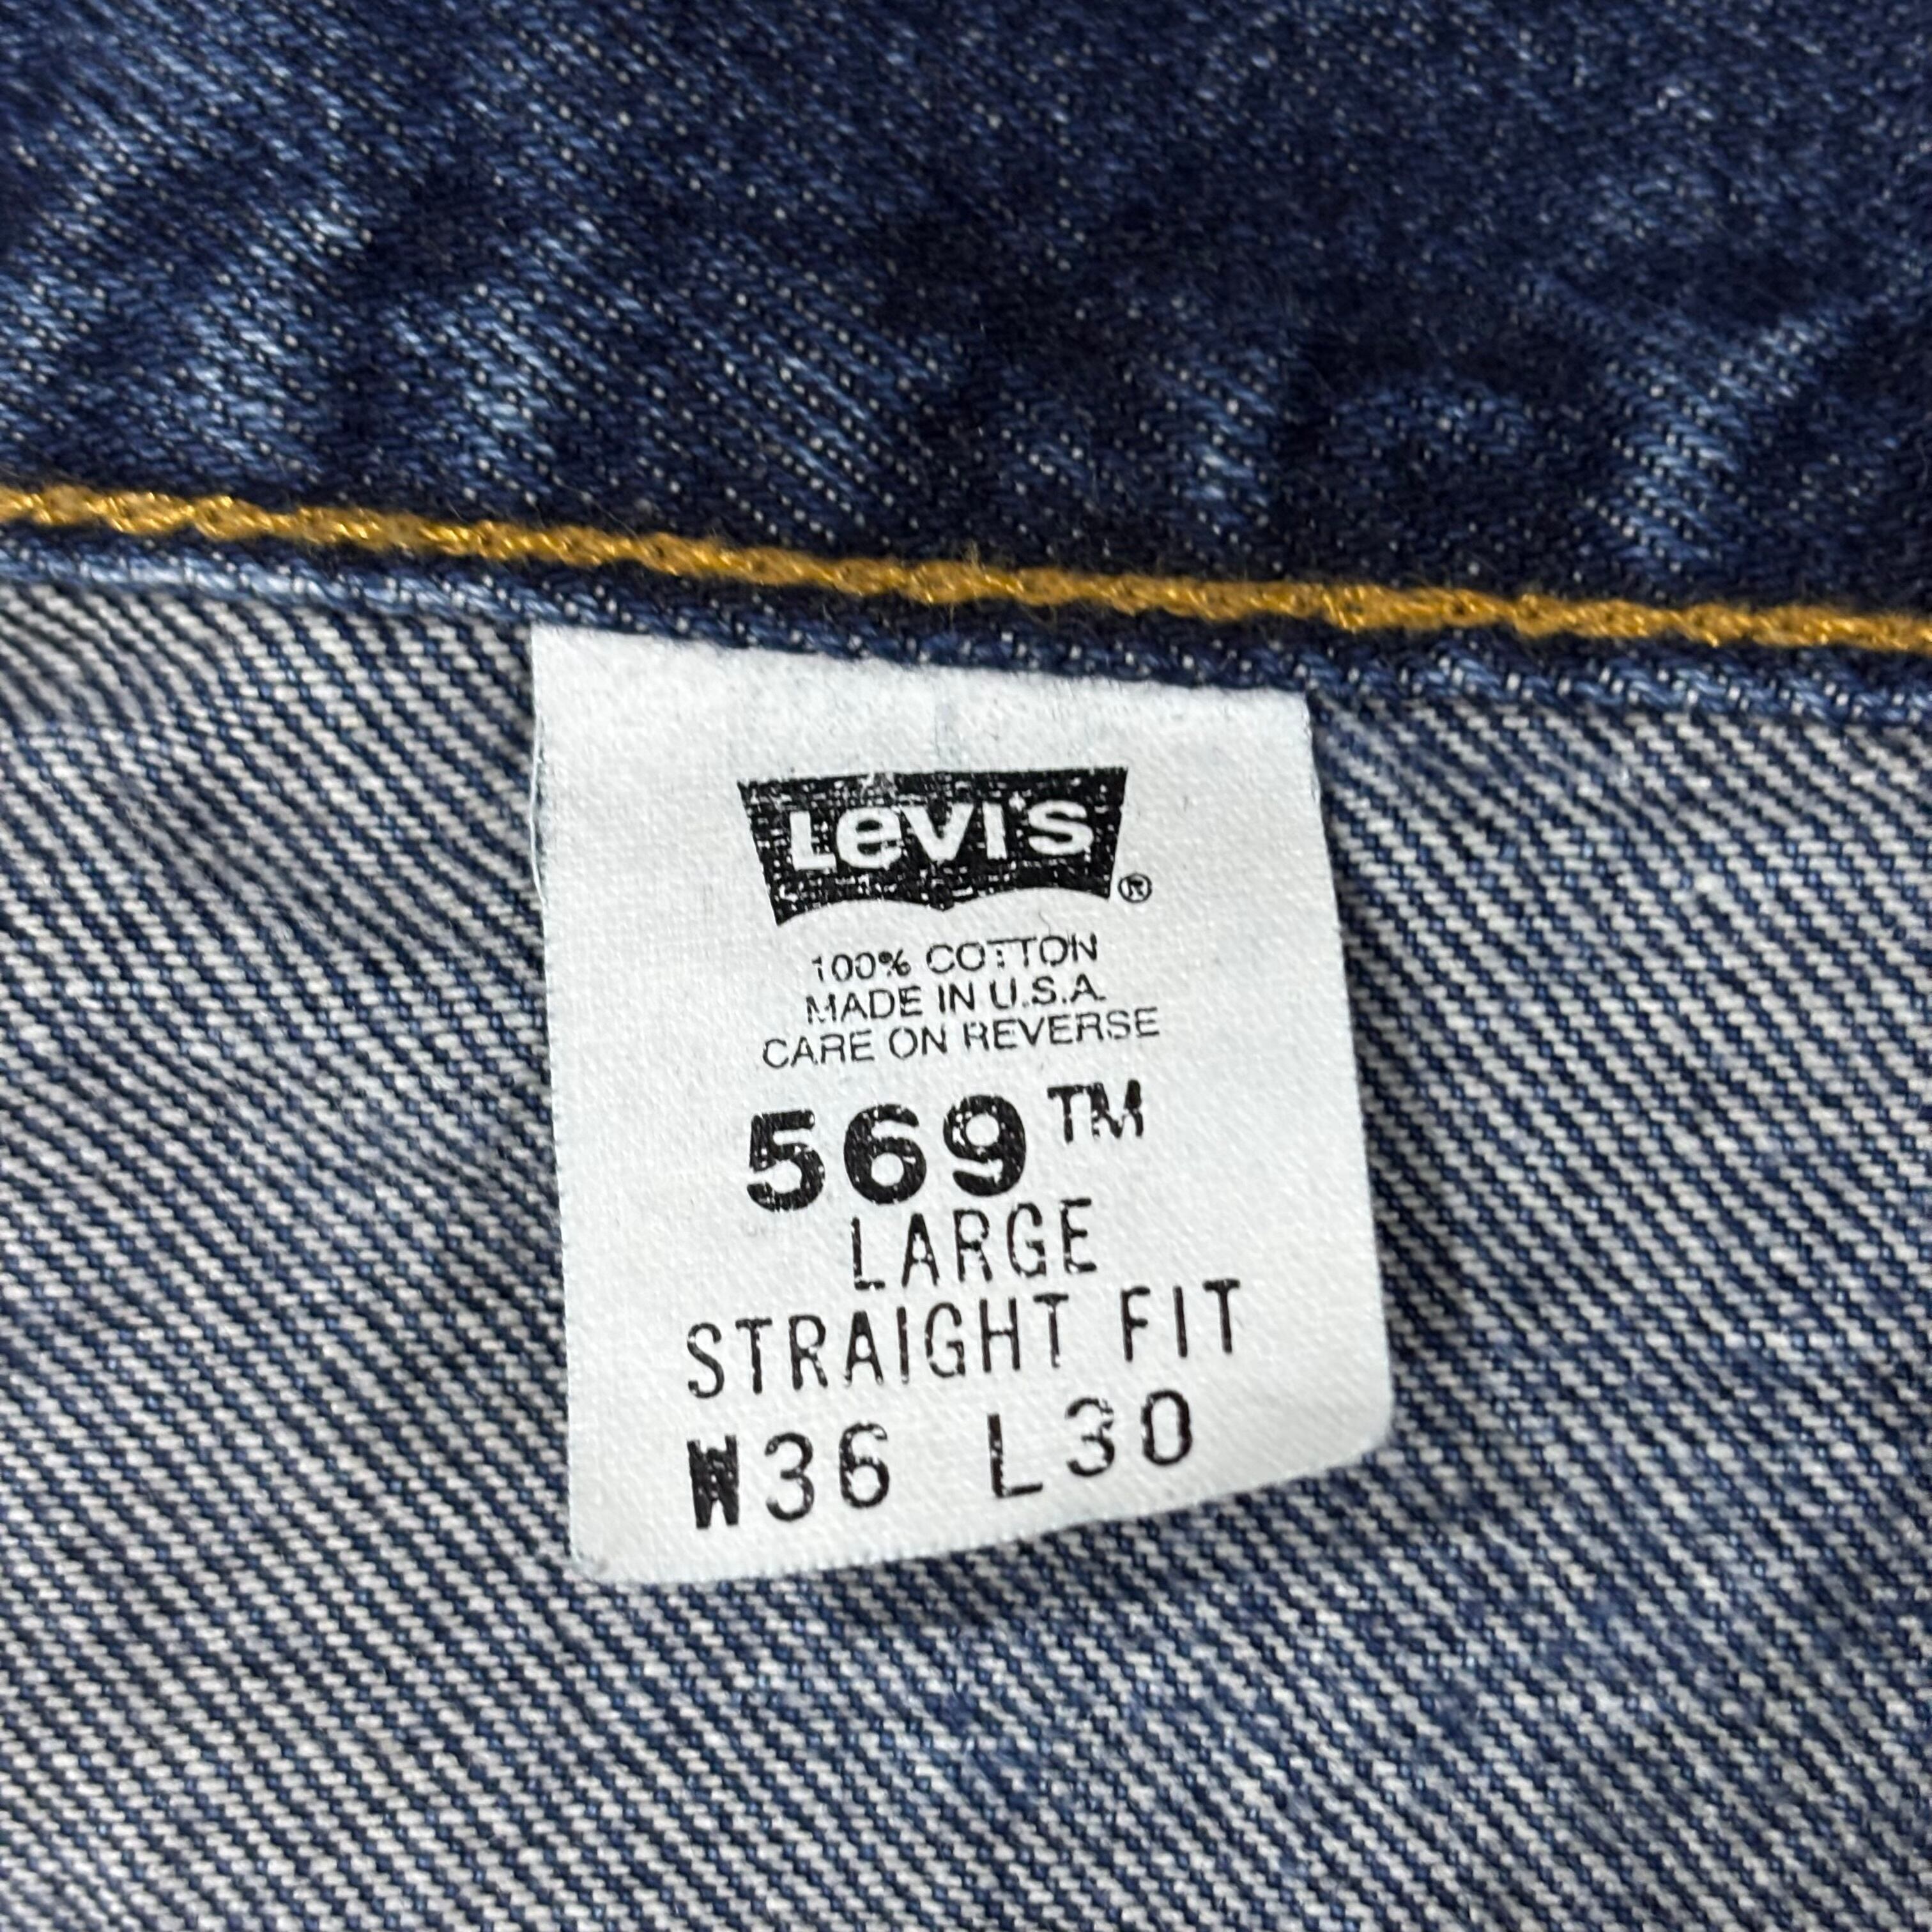 Levi's ®
100% COTTON
MADE IN U.S.A.
CARE ON REVERSE
569™
LARGE
STRAIGHT FIT
W36 L30